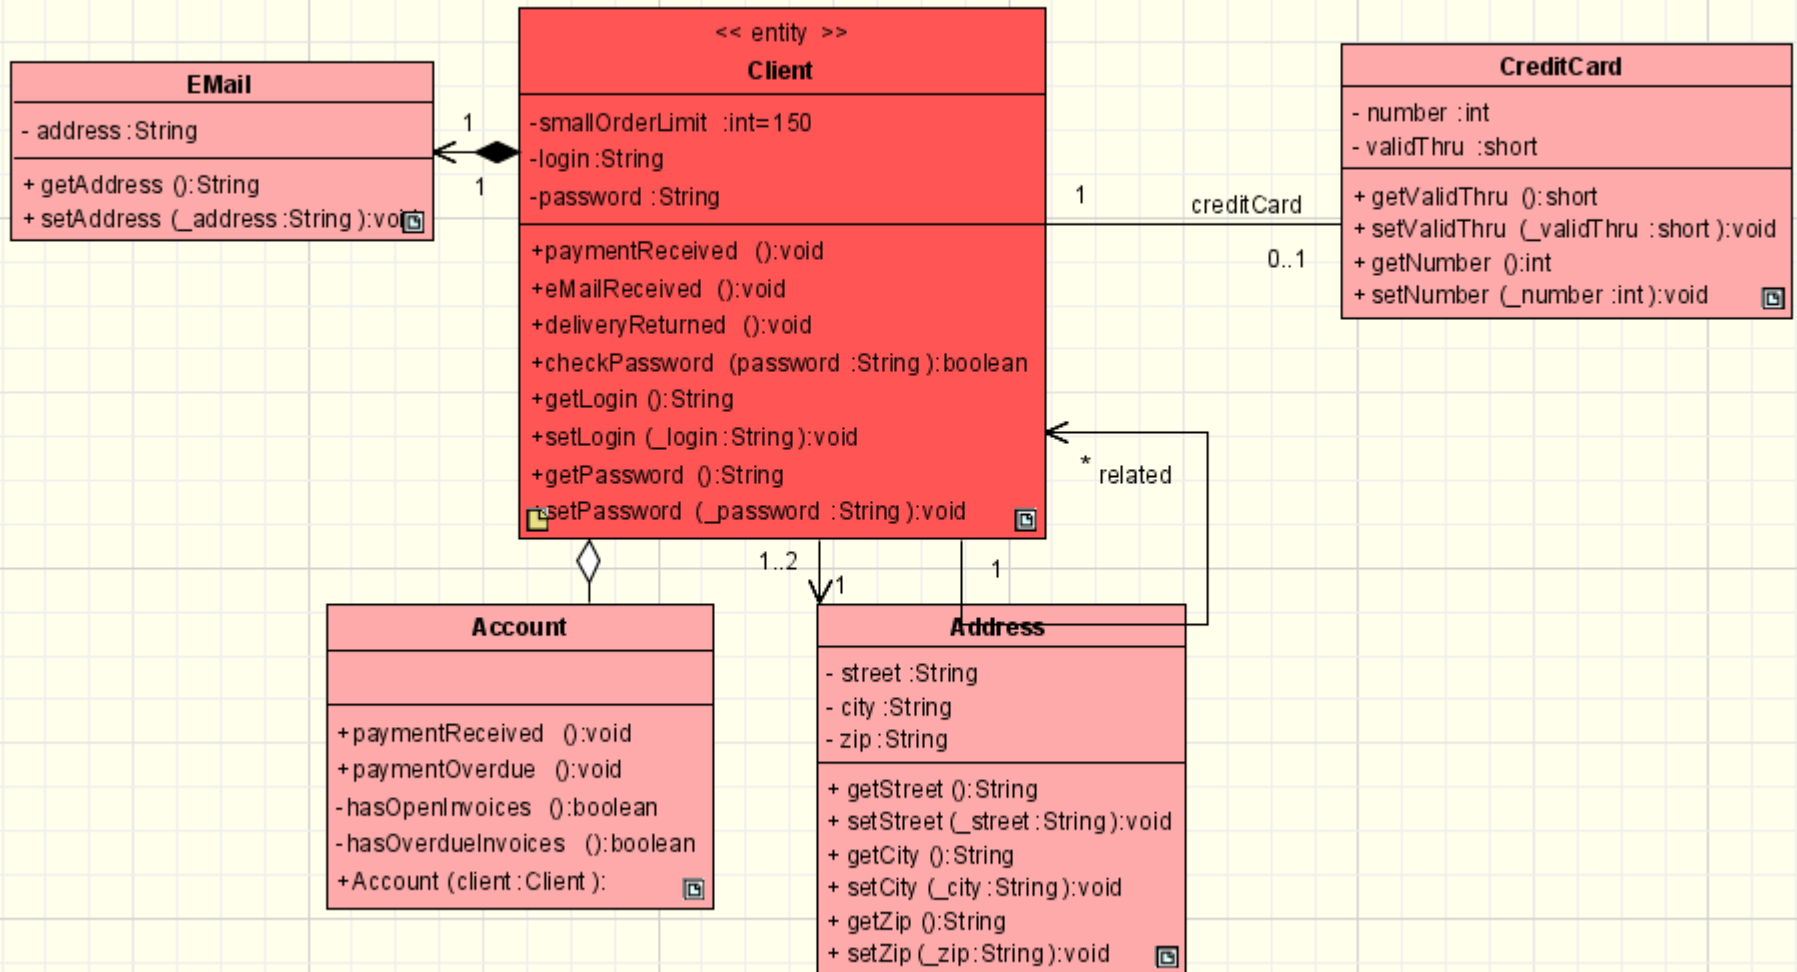 EMail
- address : String
+ getAddress (): String
+ setAddress (_address : String ): void
1
1
<< entity >>
Client
-smallOrderLimit :int=150
-login : String
-password : String
+paymentReceived ():void
+eMailReceived ():void
+deliveryReturned ():void
+checkPassword (password :String ):boolean
+getLogin ():String
+setLogin (_login : String ):void
+getPassword ():String
setPassword (_password :String ):void
1
creditCard
0..1
CreditCard
- number :int
- validThru :short
+ getValidThru (): short
+ setValidThru (_validThru : short ):void
+ getNumber ():int
+ setNumber (_number :int ):void
*
related
1..2
1
1
Account
+paymentReceived ():void
+paymentOverdue ():void
-hasOpenInvoices ():boolean
-hasOverdueInvoices ():boolean
+Account (client : Client ):
Address
- street :String
- city :String
- zip : String
+ getStreet (): String
+ setStreet (_street : String ):void
+ getCity (): String
+ setCity (_city : String ):void
+ getZip ():String
+ setZip (_zip: String ):void